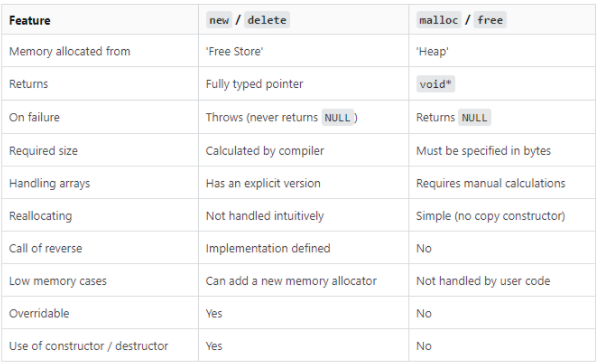 Feature new / delete malloc / free
Memory allocated from 'Free Store' 'Heap'
Returns Fully typed pointer void*
On failure Throws (never returns NULL) Returns NULL
Required size Calculated by compiler Must be specified in bytes
Handling arrays Has an explicit version Requires manual calculations
Reallocating Not handled intuitively Simple (no copy constructor)
Call of reverse Implementation defined No
Low memory cases Can add a new memory allocator Not handled by user code
Overridable Yes No
Use of constructor / destructor Yes No